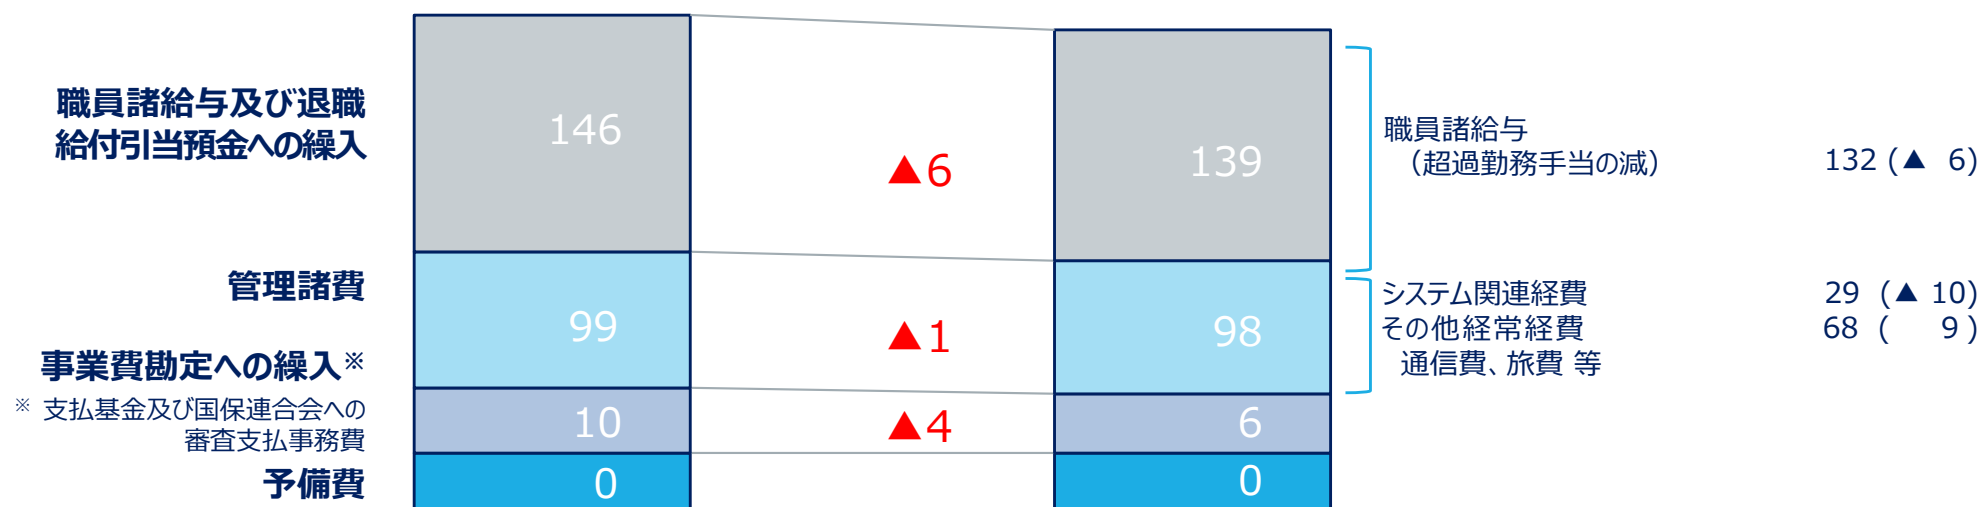 職員諸給与及び退職
給付引当預金への繰入
146
▲6
139
職員諸給与
(超過勤務手当の減) 132 (▲ 6)
管理諸費
99
▲1
98
システム関連経費 29 (▲ 10)
その他経常経費 68 ( 9)
通信費、旅費 等
事業費勘定への繰入※
※ 支払基金及び国保連合会への
審査支払事務費
10
▲4
6
予備費
0
0